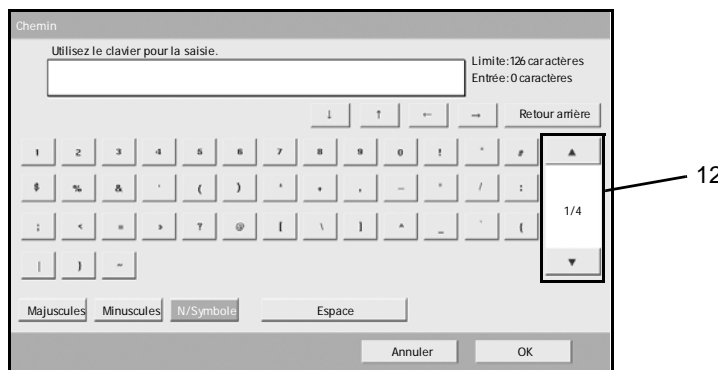 Chemin
Utilisez le clavier pour la saisie.
Limite:126 caractères
Entrée:0 caractères
↓ ↑ ← → Retour arrière
1 2 3 4 5 6 7 8 9 0 ! " # ▲
$ % & ' ( ) * + , – /  :
12
1/4
; < = > ? @ [ \ ] ^ _ ` {
| } ~ ▼
Majuscules Minuscules N/Symbole Espace
Annuler OK